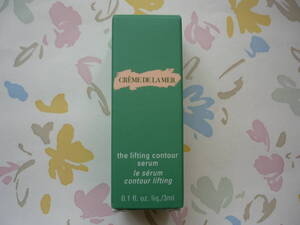 CRÈME DE LA MER
the lifting contour
serum
le sérum
contour lifting
0.1 fl. oz. liq./3ml